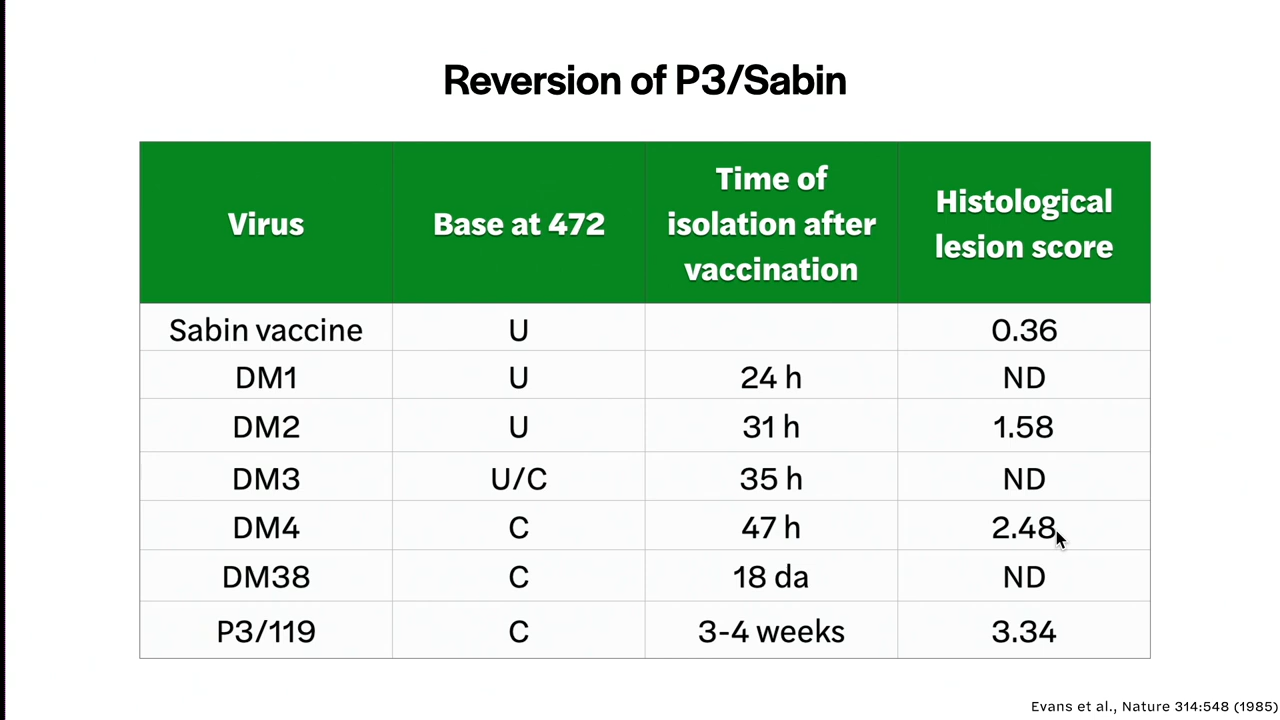 Reversion of P3/Sabin
Virus
Base at 472
Time of
isolation after
vaccination
Histological
lesion score
Sabin vaccine U 0.36
DM1 U 24 h ND
DM2 U 31 h 1.58
DM3 U/C 35 h ND
DM4 C 47 h 2.48
DM38 C 18 da ND
P3/119 C 3-4 weeks 3.34
Evans et al., Nature 314:548 (1985)